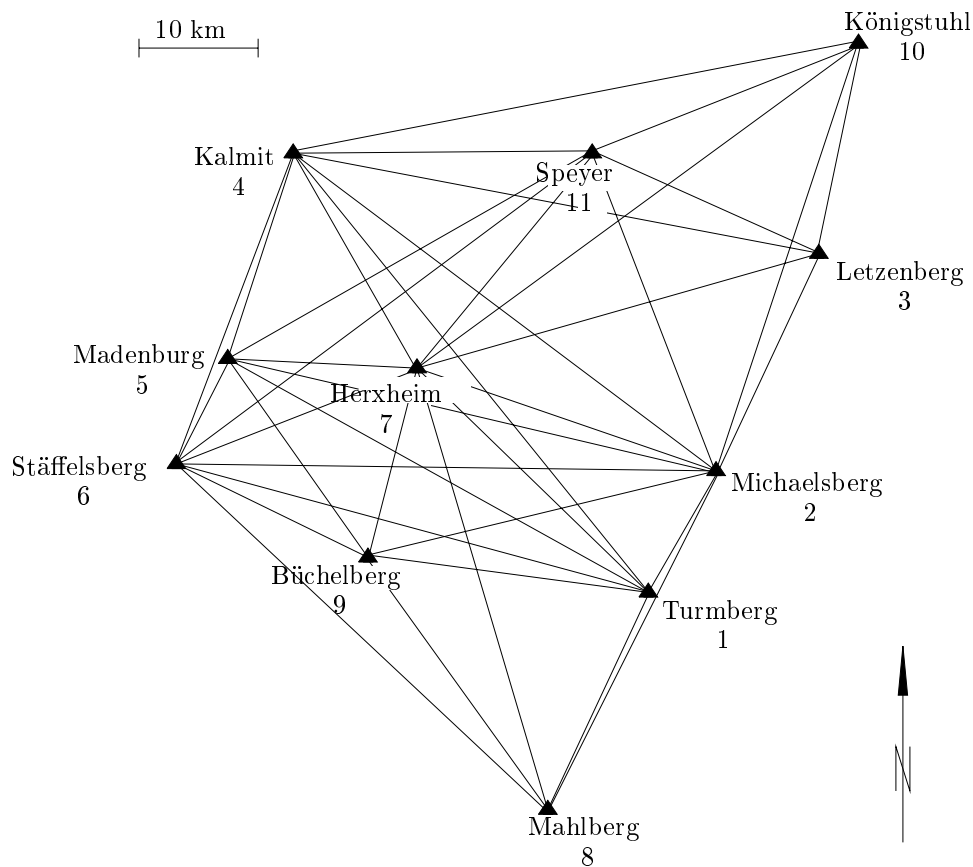 Königstuhl
10
10 km
Kalmit
4
Speyer
11
Letzenberg
3
Madenburg
5
Herxheim
7
Stäffelsberg
6
Michaelsberg
2
Büchelberg
9
Turmberg
1
N
Mahlberg
8